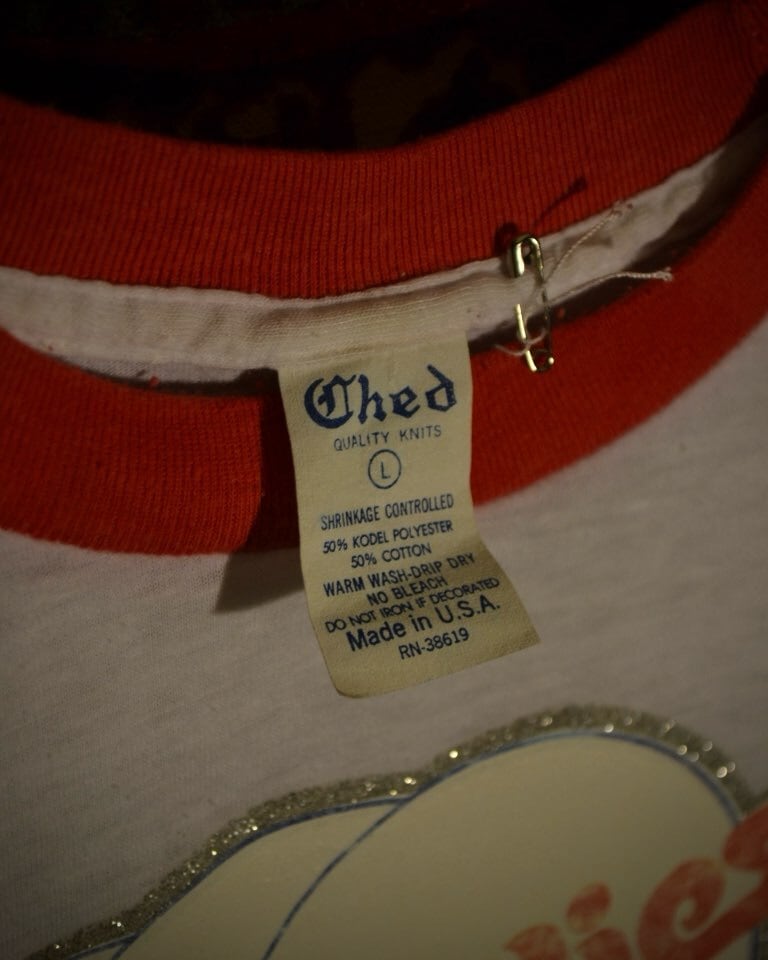 Ched
QUALITY KNITS
L
SHRINKAGE CONTROLLED
50% KODEL POLYESTER
50% COTTON
WARM WASH-DRIP DRY
NO BLEACH
DO NOT IRON IF DECORATED
Made in U.S.A.
RN-38619